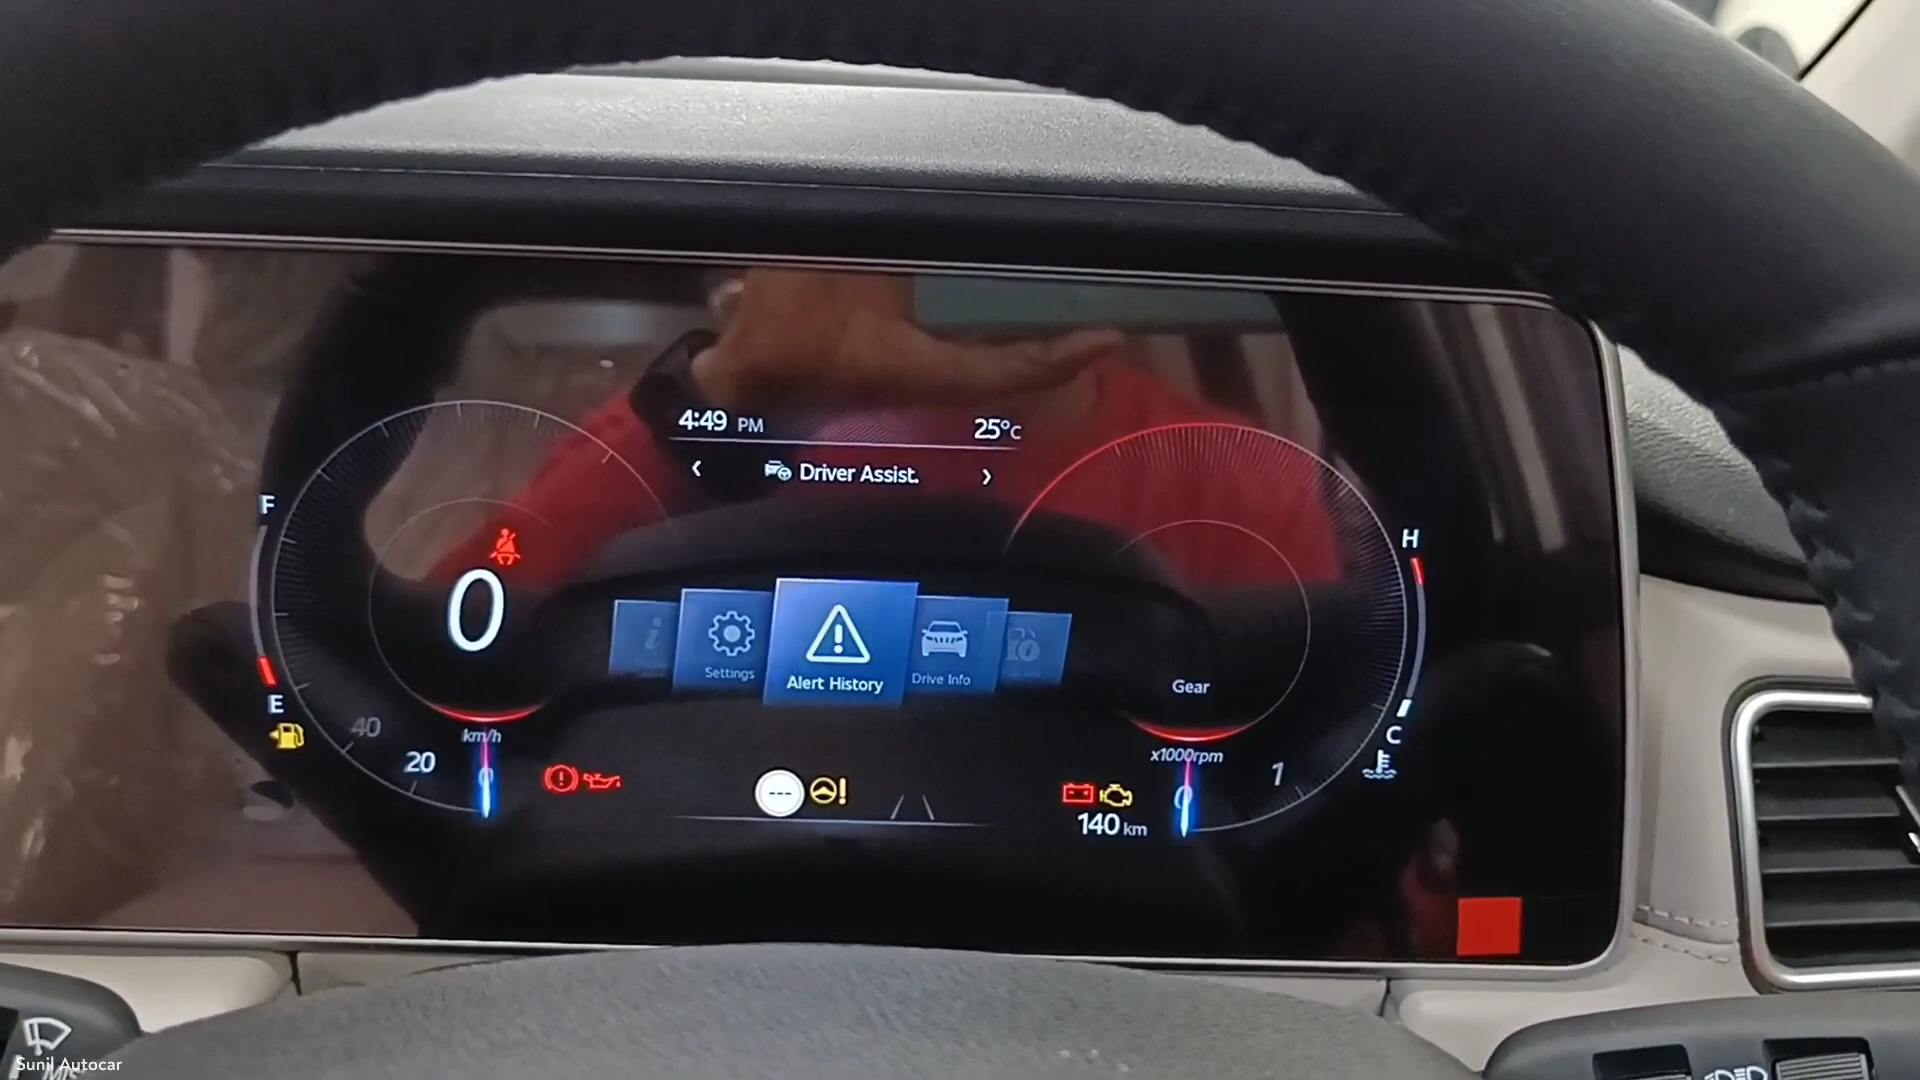 4:49 PM
25°C
< Driver Assist. >
F
H
0
Settings
Alert History
Drive Info
Gear
E
C
40
20
km/h
0
---
x1000rpm
1
0
140 km
Sunil Autocar